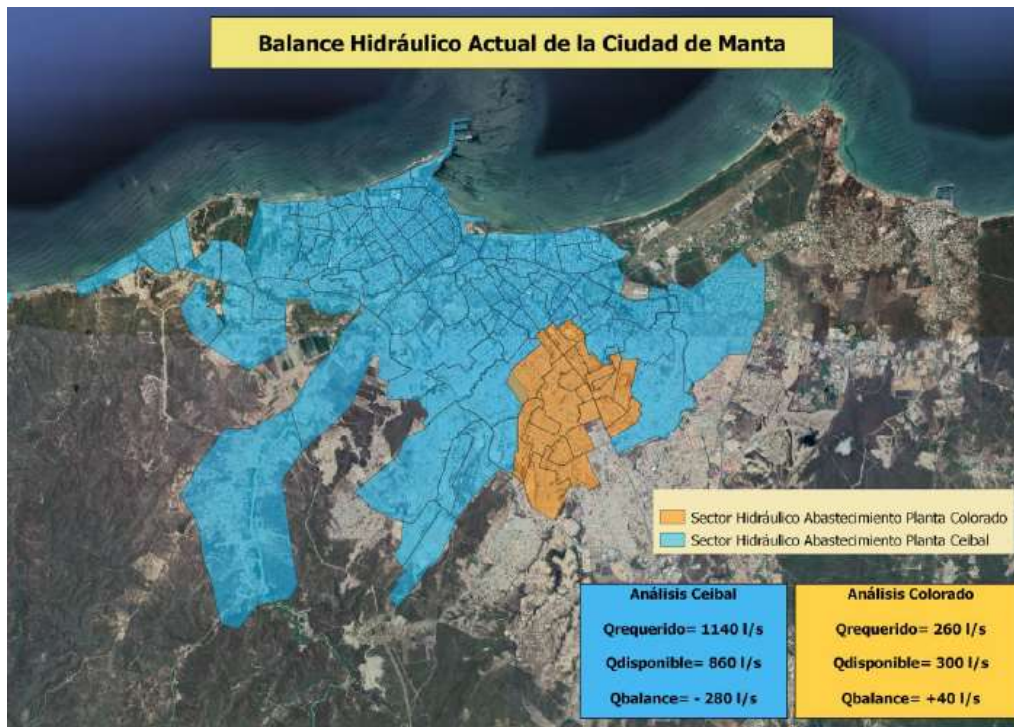 Balance Hidráulico Actual de la Ciudad de Manta
Sector Hidráulico Abastecimiento Planta Colorado
Sector Hidráulico Abastecimiento Planta Ceibal
Análisis Ceibal
Qrequerido= 1140 l/s
Qdisponible= 860 l/s
Qbalance= - 280 l/s
Análisis Colorado
Qrequerido= 260 l/s
Qdisponible= 300 l/s
Qbalance= +40 l/s